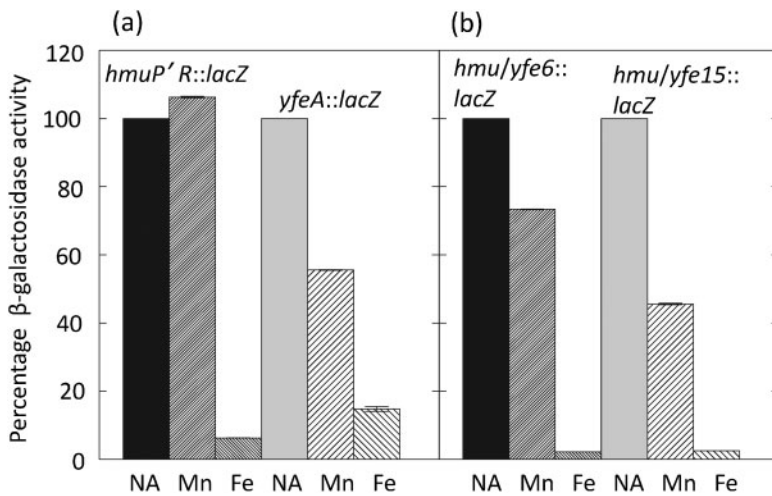 (a)
(b)
120
100
80
60
40
20
0
Percentage β-galactosidase activity
hmuP′ R::lacZ
yfeA::lacZ
hmu/yfe6::
lacZ
hmu/yfe15::
lacZ
NA Mn Fe NA Mn Fe NA Mn Fe NA Mn Fe